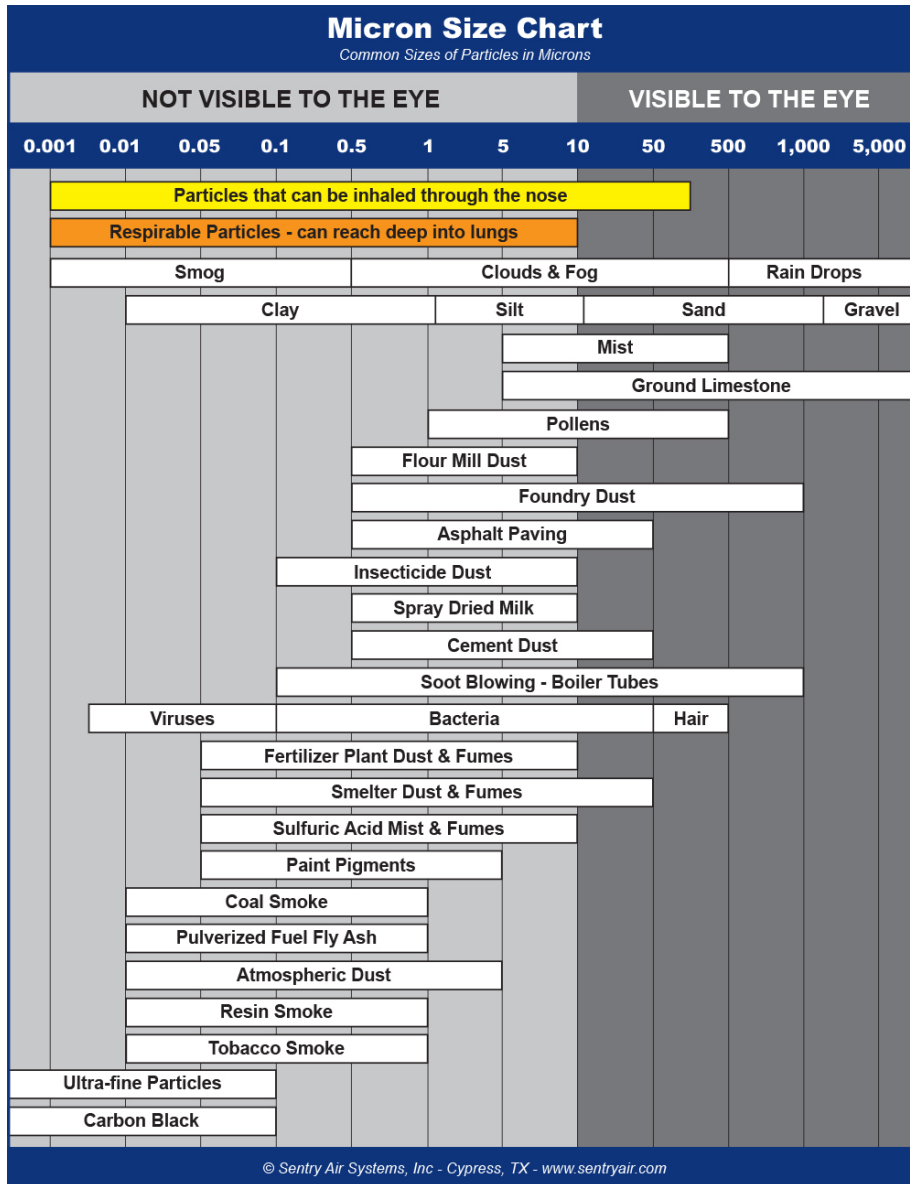 Micron Size Chart
Common Sizes of Particles in Microns
NOT VISIBLE TO THE EYE VISIBLE TO THE EYE
0.001 0.01 0.05 0.1 0.5 1 5 10 50 500 1,000 5,000
Particles that can be inhaled through the nose
Respirable Particles - can reach deep into lungs
Smog Clouds & Fog Rain Drops
Clay Silt Sand Gravel
Mist
Ground Limestone
Pollens
Flour Mill Dust
Foundry Dust
Asphalt Paving
Insecticide Dust
Spray Dried Milk
Cement Dust
Soot Blowing - Boiler Tubes
Viruses Bacteria Hair
Fertilizer Plant Dust & Fumes
Smelter Dust & Fumes
Sulfuric Acid Mist & Fumes
Paint Pigments
Coal Smoke
Pulverized Fuel Fly Ash
Atmospheric Dust
Resin Smoke
Tobacco Smoke
Ultra-fine Particles
Carbon Black
© Sentry Air Systems, Inc - Cypress, TX - www.sentryair.com